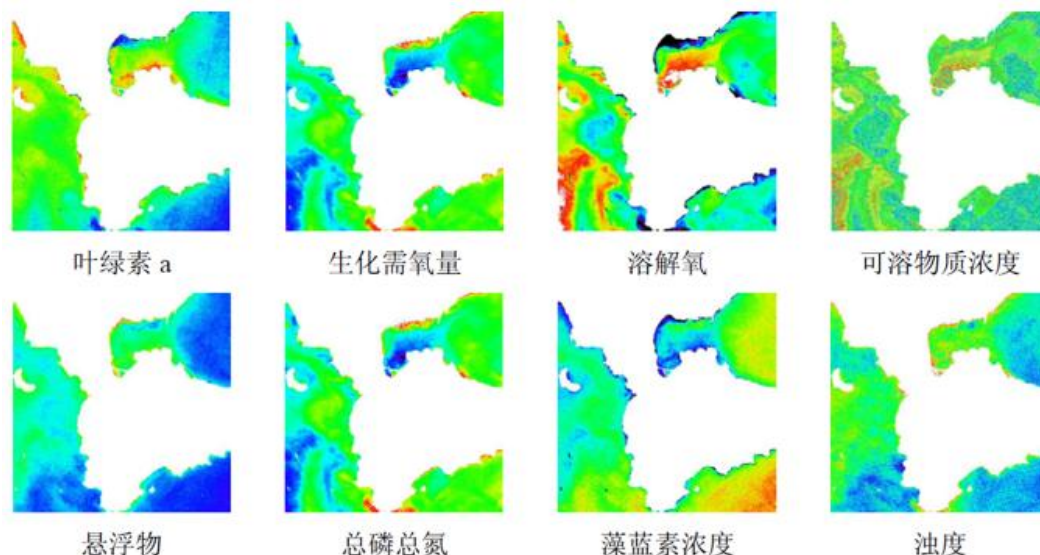 叶绿素 a
生化需氧量
溶解氧
可溶物质浓度
悬浮物
总磷总氮
藻蓝素浓度
浊度